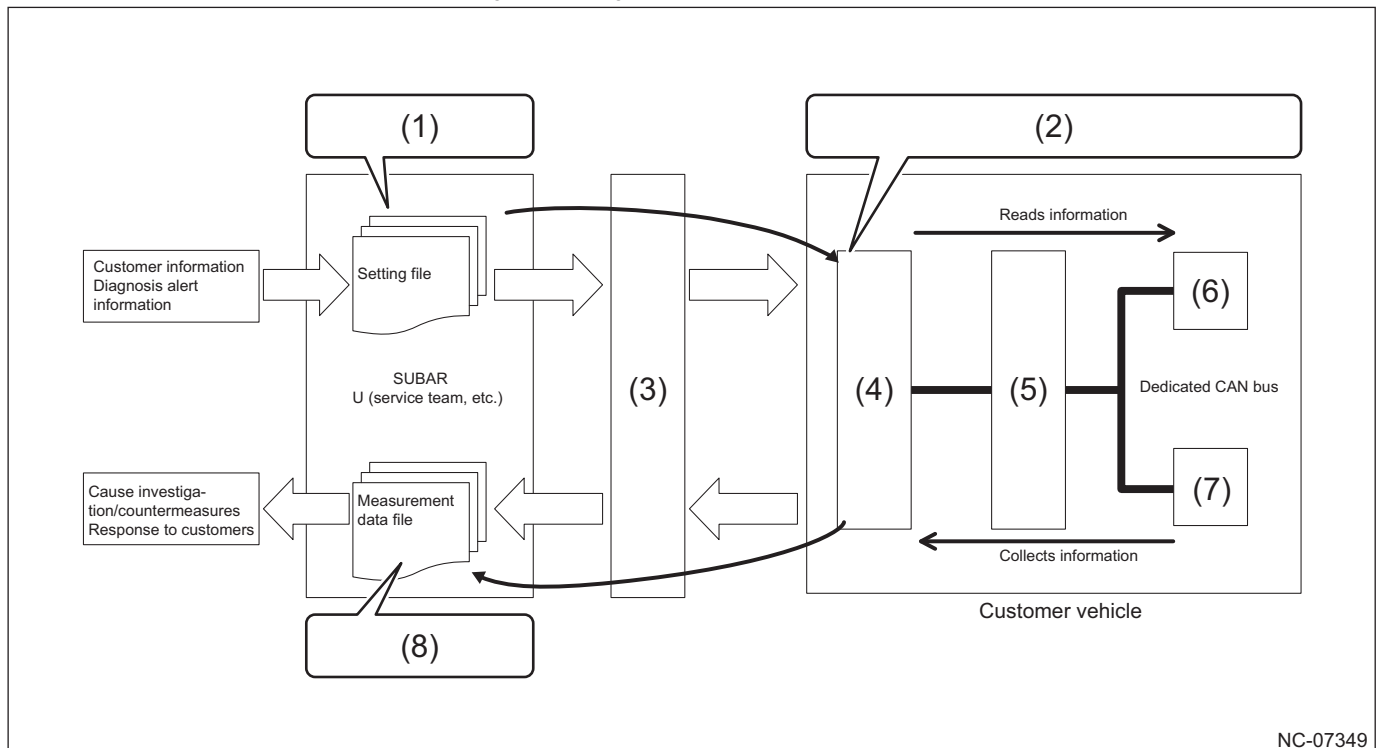 (1)
(2)
Customer information
Diagnosis alert
information
Setting file
Reads information
SUBAR
U (service team, etc.)
(3)
(4)
(5)
(6)
Dedicated CAN bus
(7)
Cause investiga-
tion/countermeasures
Response to customers
Measurement
data file
Collects information
Customer vehicle
(8)
NC-07349